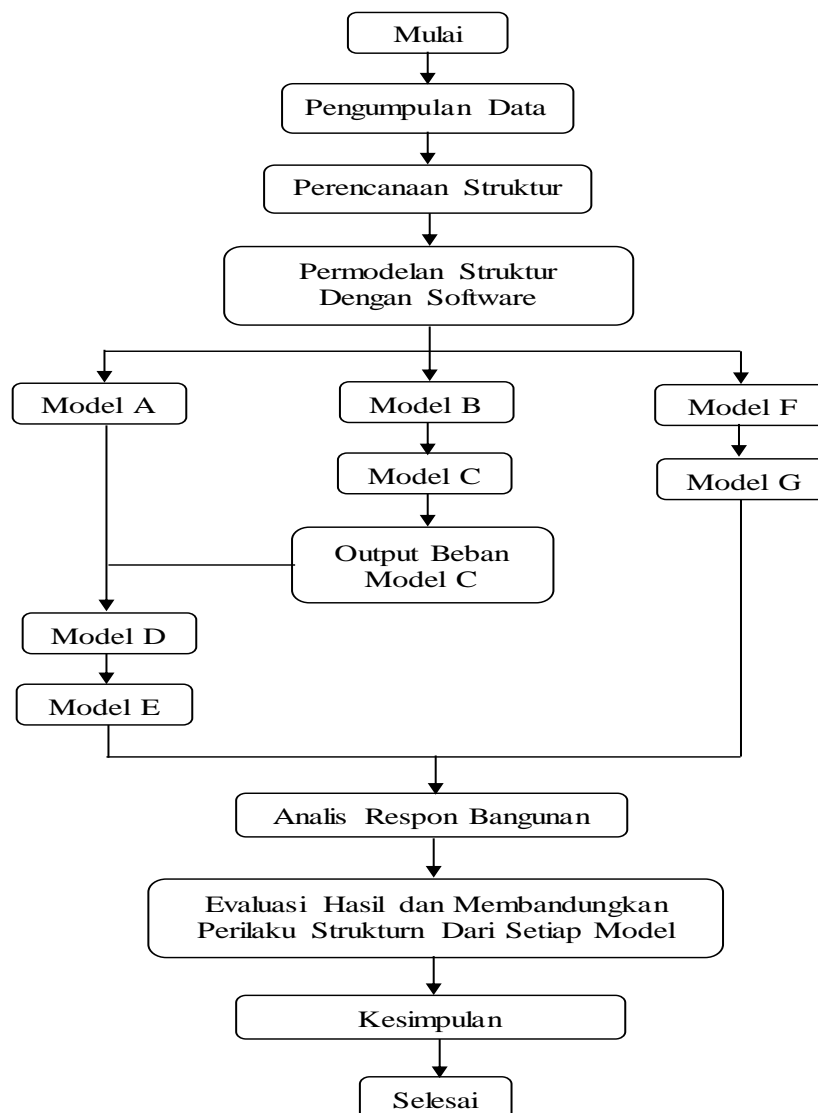 Mulai
Pengumpulan Data
Perencanaan Struktur
Permodelan Struktur
Dengan Software
Model A
Model B
Model F
Model C
Model G
Output Beban
Model C
Model D
Model E
Analis Respon Bangunan
Evaluasi Hasil dan Membandungkan
Perilaku Strukturn Dari Setiap Model
Kesimpulan
Selesai